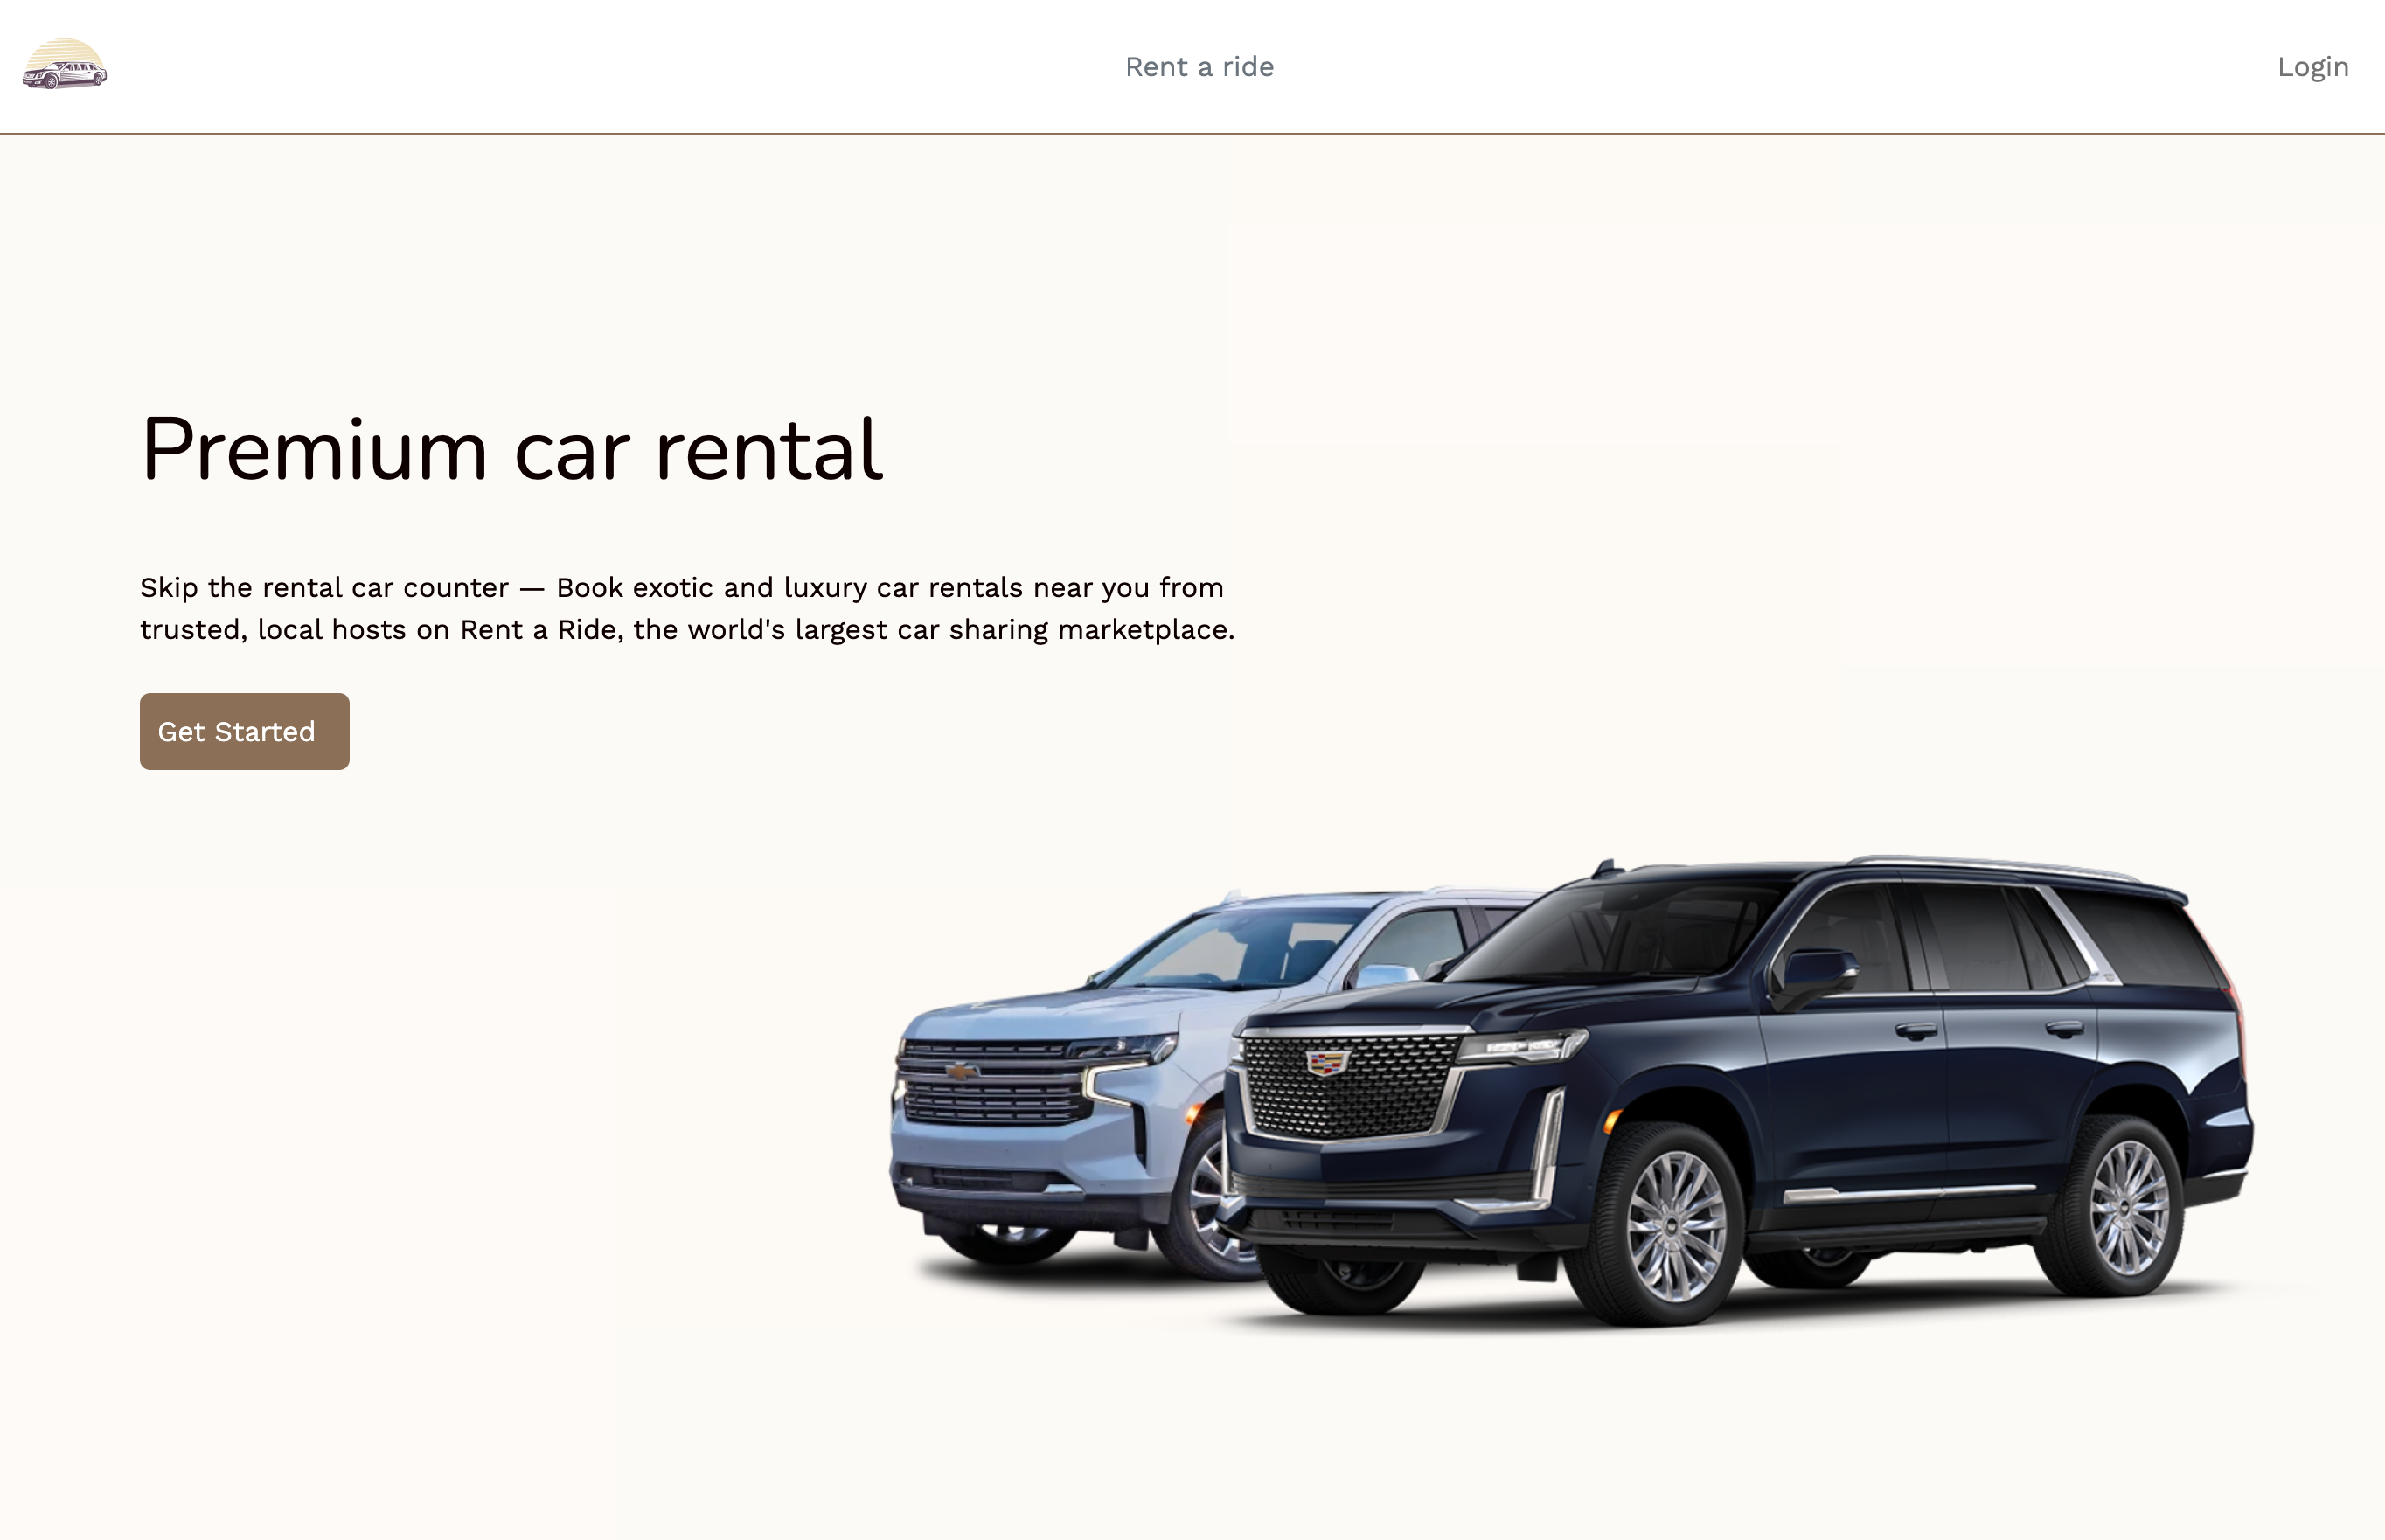 Rent a ride
Login
Premium car rental
Skip the rental car counter — Book exotic and luxury car rentals near you from
trusted, local hosts on Rent a Ride, the world's largest car sharing marketplace.
Get Started